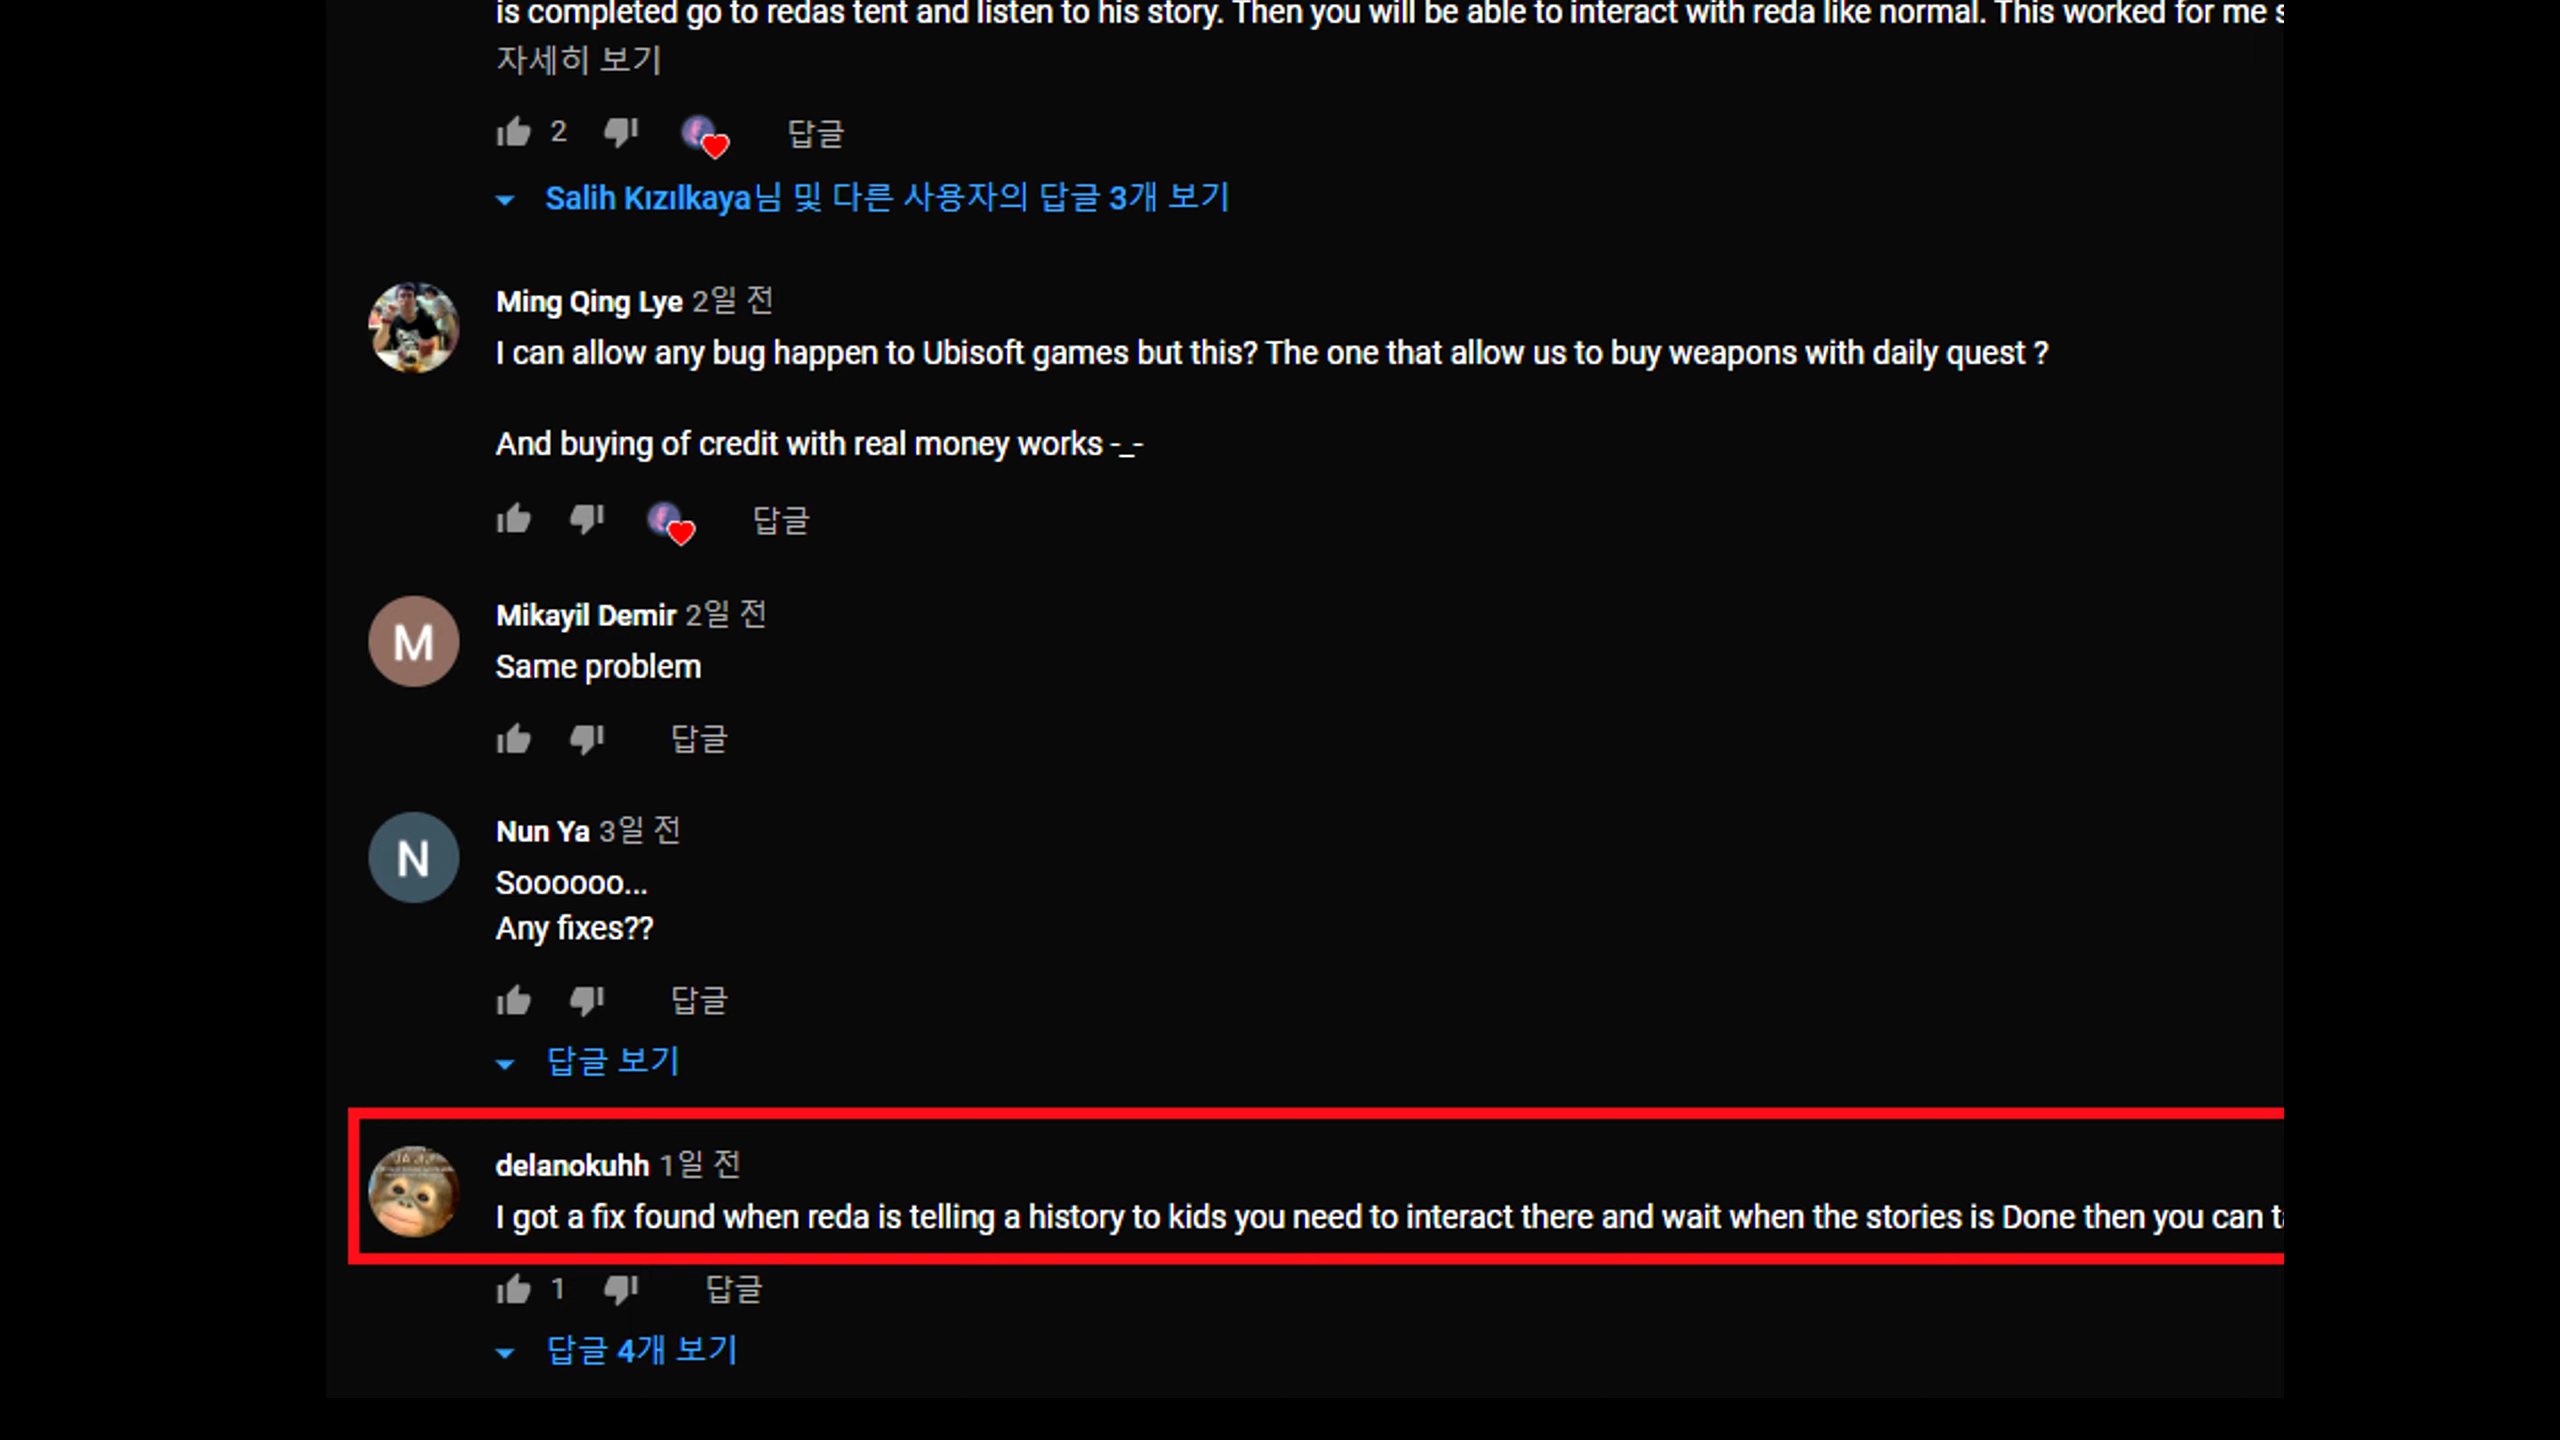 is completed go to redas tent and listen to his story. Then you will be able to interact with reda like normal. This worked for me
자세히 보기
2 답글
Salih Kızılkaya님 및 다른 사용자의 답글 3개 보기
Ming Qing Lye 2일 전
I can allow any bug happen to Ubisoft games but this? The one that allow us to buy weapons with daily quest ?
And buying of credit with real money works -_-
답글
M
Mikayil Demir 2일 전
Same problem
답글
N
Nun Ya 3일 전
Soooooo...
Any fixes??
답글
답글 보기
delanokuhh 1일 전
I got a fix found when reda is telling a history to kids you need to interact there and wait when the stories is Done then you can
1 답글
답글 4개 보기